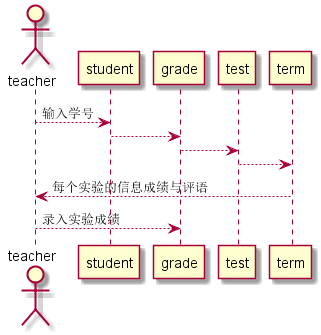 teacher
student
grade
test
term
输入学号
每个实验的信息成绩与评语
录入实验成绩
teacher
student
grade
test
term